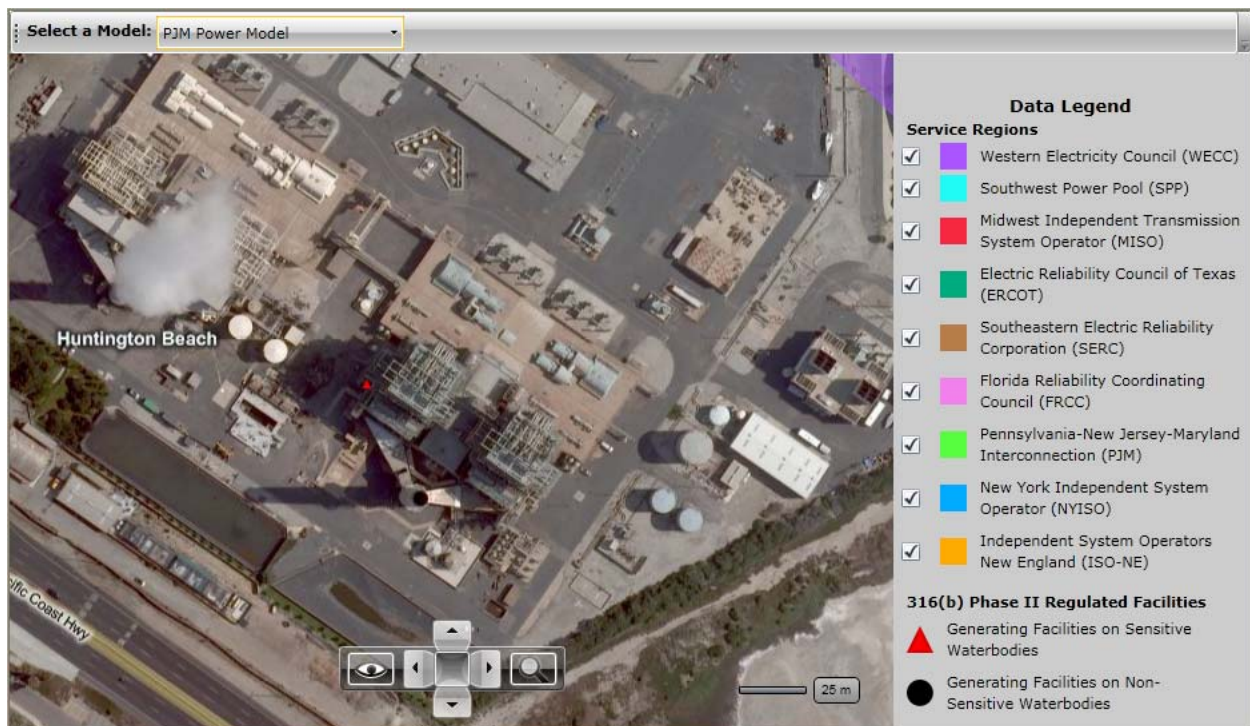 Select a Model: PJM Power Model
Huntington Beach
ific Coast Hwy
25 m
Data Legend
Service Regions
Western Electricity Council (WECC)
Southwest Power Pool (SPP)
Midwest Independent Transmission
System Operator (MISO)
Electric Reliability Council of Texas
(ERCOT)
Southeastern Electric Reliability
Corporation (SERC)
Florida Reliability Coordinating
Council (FRCC)
Pennsylvania-New Jersey-Maryland
Interconnection (PJM)
New York Independent System
Operator (NYISO)
Independent System Operators
New England (ISO-NE)
316(b) Phase II Regulated Facilities
Generating Facilities on Sensitive
Waterbodies
Generating Facilities on Non-
Sensitive Waterbodies